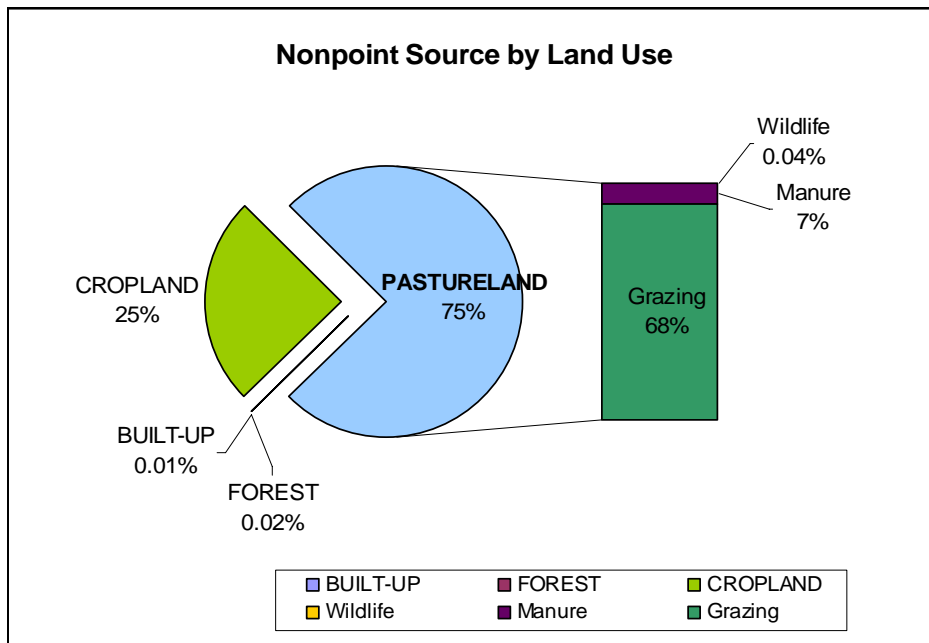 Nonpoint Source by Land Use
Wildlife
0.04%
Manure
7%
CROPLAND
25%
PASTURELAND
75%
Grazing
68%
BUILT-UP
0.01%
FOREST
0.02%
BUILT-UP FOREST CROPLAND
Wildlife Manure Grazing